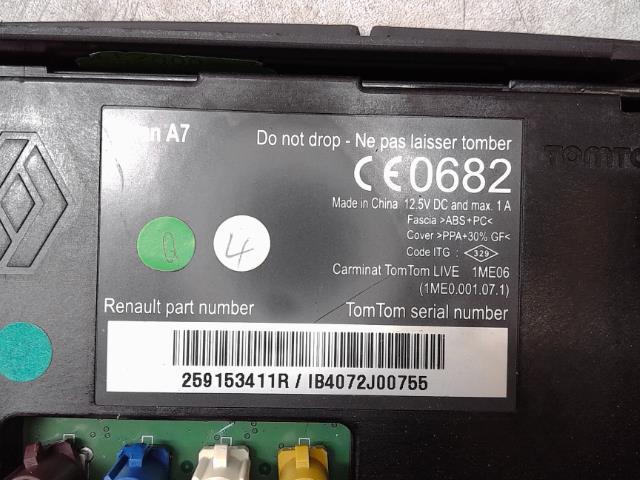 A7
Do not drop - Ne pas laisser tomber
CE0682
Made in China 12.5V DC and max. 1 A
Fascia >ABS+PC<
Cover >PPA+30% GF<
Code ITG : 329
Carminat TomTom LIVE 1ME06
(1ME0.001.07.1)
Q
4
Renault part number
TomTom serial number
259153411R / IB4072J00755